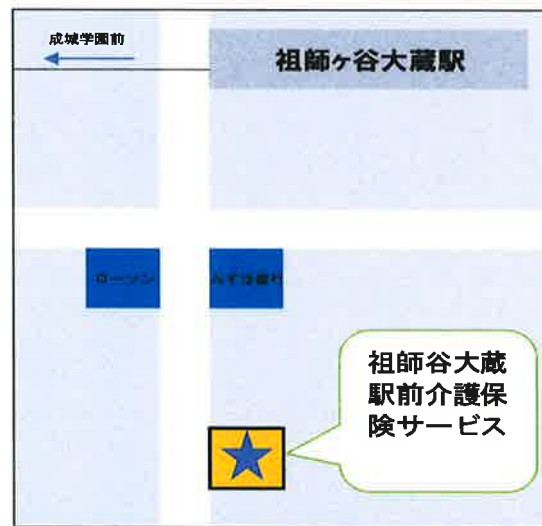 成城学園前
祖師ヶ谷大蔵駅
ローソン
みずほ銀行
祖師谷大蔵
駅前介護保
険サービス